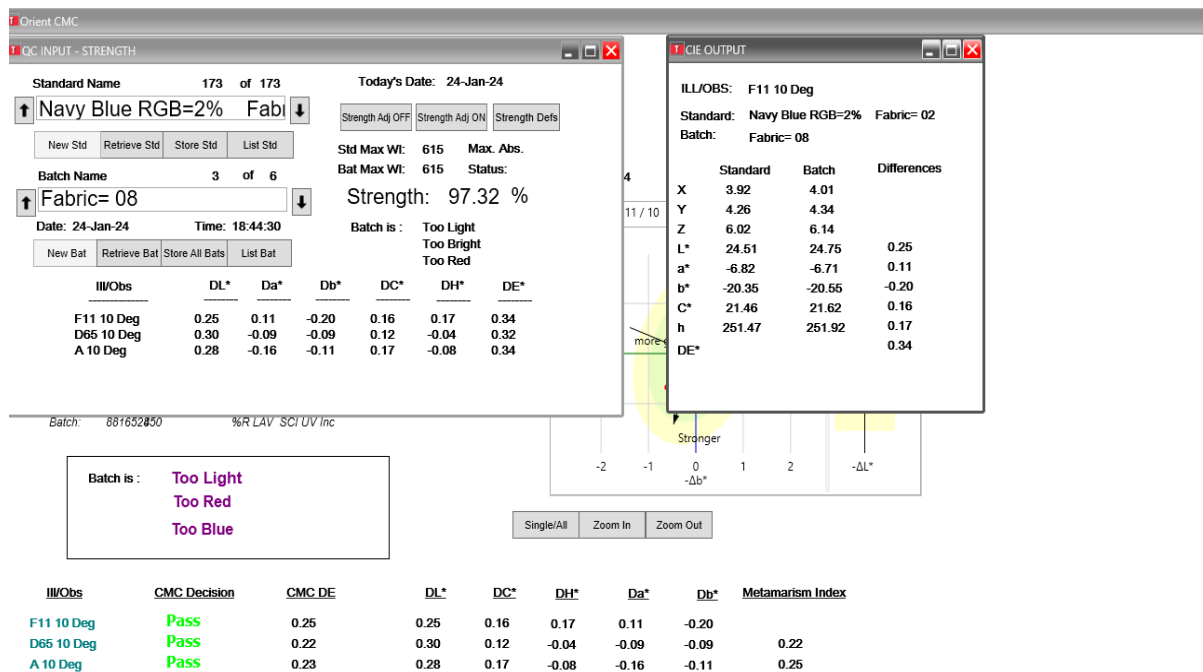 Orient CMC
QC INPUT - STRENGTH
Standard Name 173 of 173
Navy Blue RGB=2% Fabi
New Std Retrieve Std Store Std List Std
Batch Name 3 of 6
Fabric= 08
Date: 24-Jan-24 Time: 18:44:30
New Bat Retrieve Bat Store All Bats List Bat
Today's Date: 24-Jan-24
Strength Adj OFF Strength Adj ON Strength Defs
Std Max Wl: 615 Max. Abs.
Bat Max Wl: 615 Status:
Strength: 97.32 %
Batch is : Too Light
Too Bright
Too Red
Ill/Obs DL* Da* Db* DC* DH* DE*
F11 10 Deg 0.25 0.11 -0.20 0.16 0.17 0.34
D65 10 Deg 0.30 -0.09 -0.09 0.12 -0.04 0.32
A 10 Deg 0.28 -0.16 -0.11 0.17 -0.08 0.34
CIE OUTPUT
ILL/OBS: F11 10 Deg
Standard: Navy Blue RGB=2% Fabric= 02
Batch: Fabric= 08
Standard Batch Differences
X 3.92 4.01
Y 4.26 4.34
Z 6.02 6.14
L* 24.51 24.75 0.25
a* -6.82 -6.71 0.11
b* -20.35 -20.55 -0.20
C* 21.46 21.62 0.16
h 251.47 251.92 0.17
DE* 0.34
4
11 / 10
more
Stronger
-2 -1 0 1 2 -ΔL*
-Δb*
Batch: %R LAV SCI UV Inc
Batch is : Too Light
Too Red
Too Blue
Single/All Zoom In Zoom Out
Ill/Obs CMC Decision CMC DE DL* DC* DH* Da* Db* Metamarism Index
F11 10 Deg Pass 0.25 0.25 0.16 0.17 0.11 -0.20
D65 10 Deg Pass 0.22 0.30 0.12 -0.04 -0.09 -0.09 0.22
A 10 Deg Pass 0.23 0.28 0.17 -0.08 -0.16 -0.11 0.25